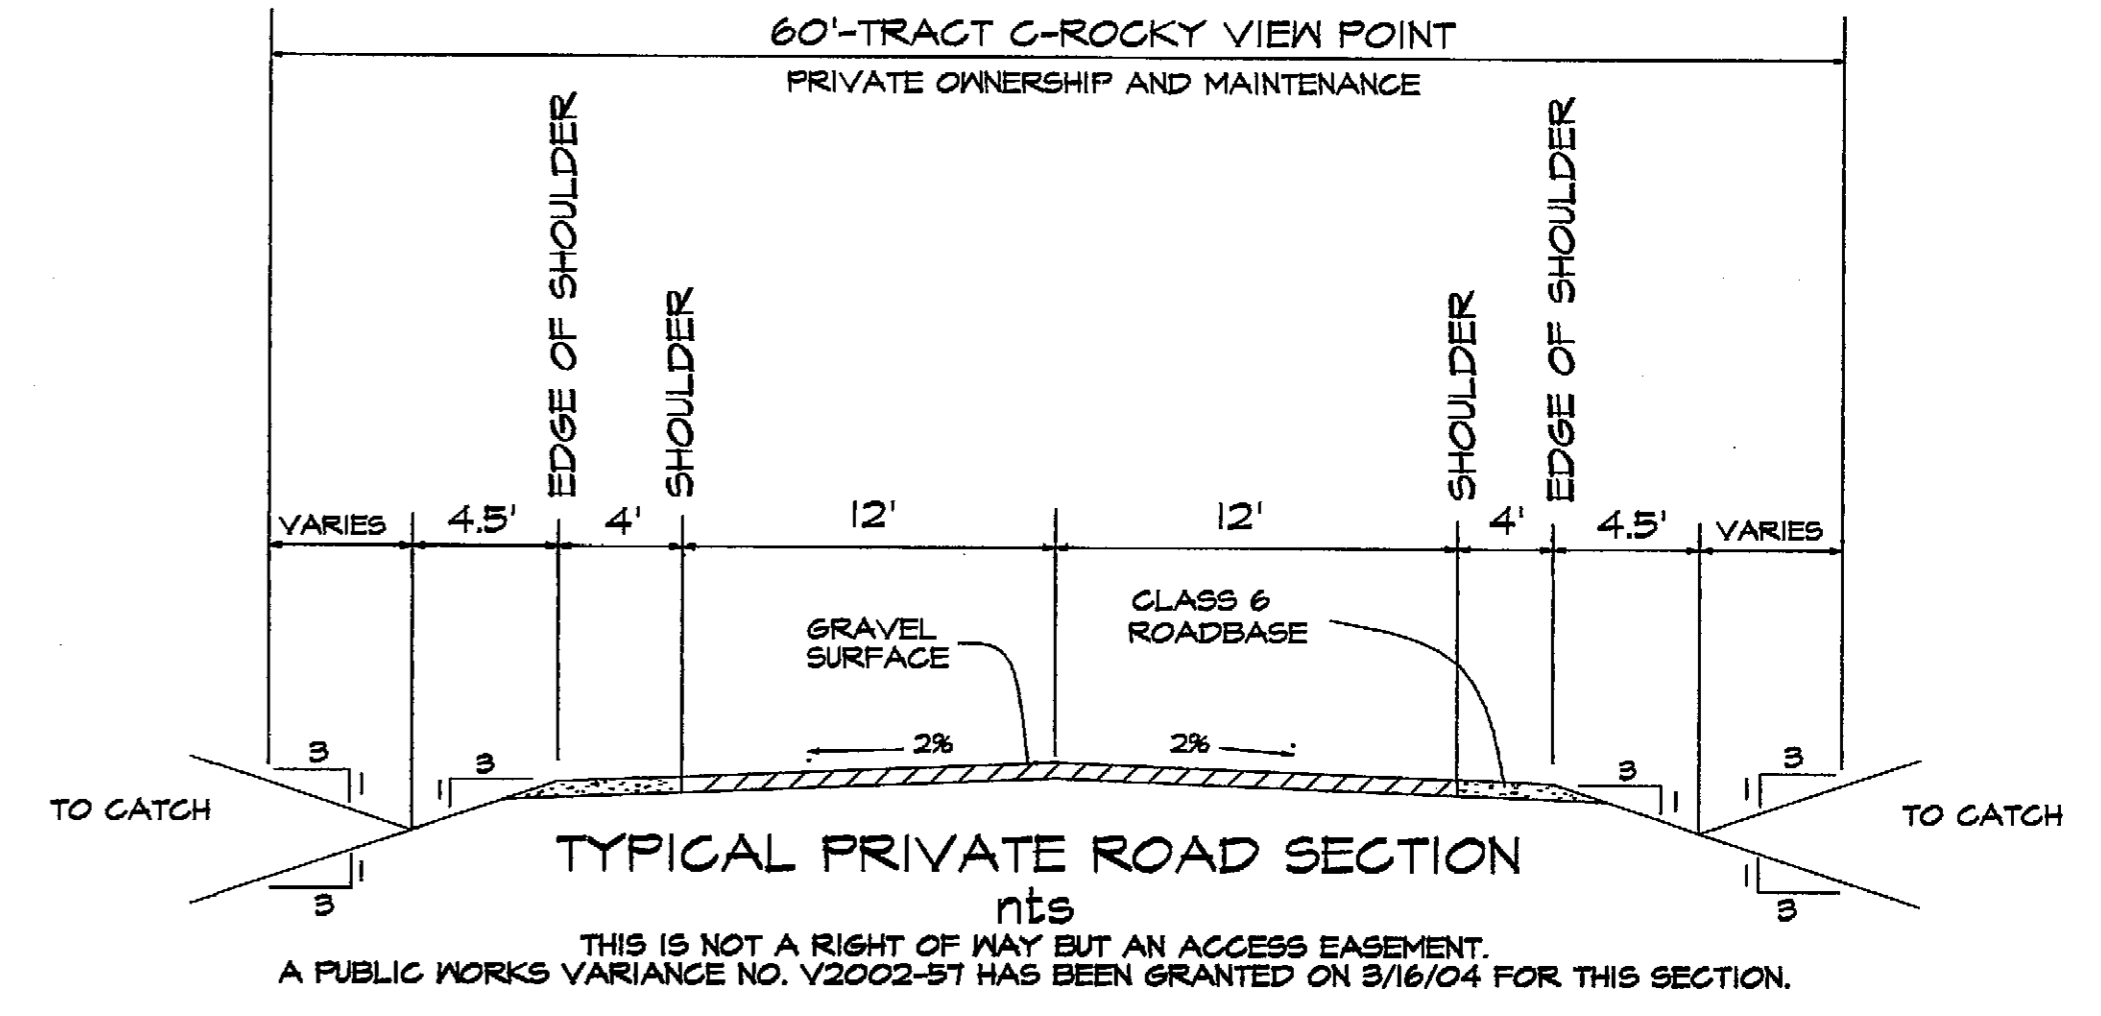 60'-TRACT C-ROCKY VIEW POINT
PRIVATE OWNERSHIP AND MAINTENANCE
EDGE OF SHOULDER
SHOULDER
SHOULDER
EDGE OF SHOULDER
VARIES
4.5'
4'
12'
12'
4'
4.5'
VARIES
GRAVEL
SURFACE
CLASS 6
ROADBASE
2%
2%
3
1
3
1
3
1
3
1
TO CATCH
TO CATCH
1
3
1
3
TYPICAL PRIVATE ROAD SECTION
nts
THIS IS NOT A RIGHT OF WAY BUT AN ACCESS EASEMENT.
A PUBLIC WORKS VARIANCE NO. V2002-57 HAS BEEN GRANTED ON 3/16/04 FOR THIS SECTION.